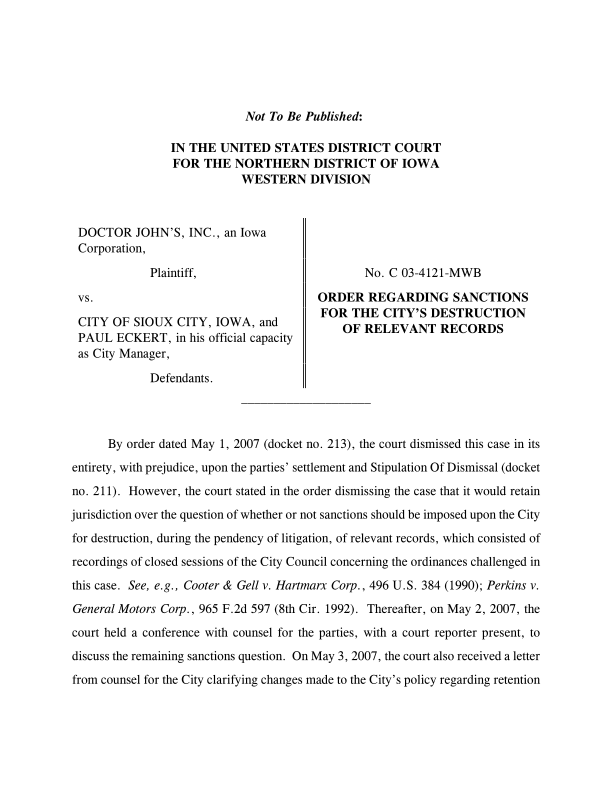 Not To Be Published:
IN THE UNITED STATES DISTRICT COURT
FOR THE NORTHERN DISTRICT OF IOWA
WESTERN DIVISION
DOCTOR JOHN'S, INC., an Iowa
Corporation,
Plaintiff,
vs.
CITY OF SIOUX CITY, IOWA, and
PAUL ECKERT, in his official capacity
as City Manager,
Defendants.
No. C 03-4121-MWB
ORDER REGARDING SANCTIONS
FOR THE CITY'S DESTRUCTION
OF RELEVANT RECORDS
By order dated May 1, 2007 (docket no. 213), the court dismissed this case in its
entirety, with prejudice, upon the parties' settlement and Stipulation Of Dismissal (docket
no. 211). However, the court stated in the order dismissing the case that it would retain
jurisdiction over the question of whether or not sanctions should be imposed upon the City
for destruction, during the pendency of litigation, of relevant records, which consisted of
recordings of closed sessions of the City Council concerning the ordinances challenged in
this case. See, e.g., Cooter & Gell v. Hartmarx Corp., 496 U.S. 384 (1990); Perkins v.
General Motors Corp., 965 F.2d 597 (8th Cir. 1992). Thereafter, on May 2, 2007, the
court held a conference with counsel for the parties, with a court reporter present, to
discuss the remaining sanctions question. On May 3, 2007, the court also received a letter
from counsel for the City clarifying changes made to the City's policy regarding retention